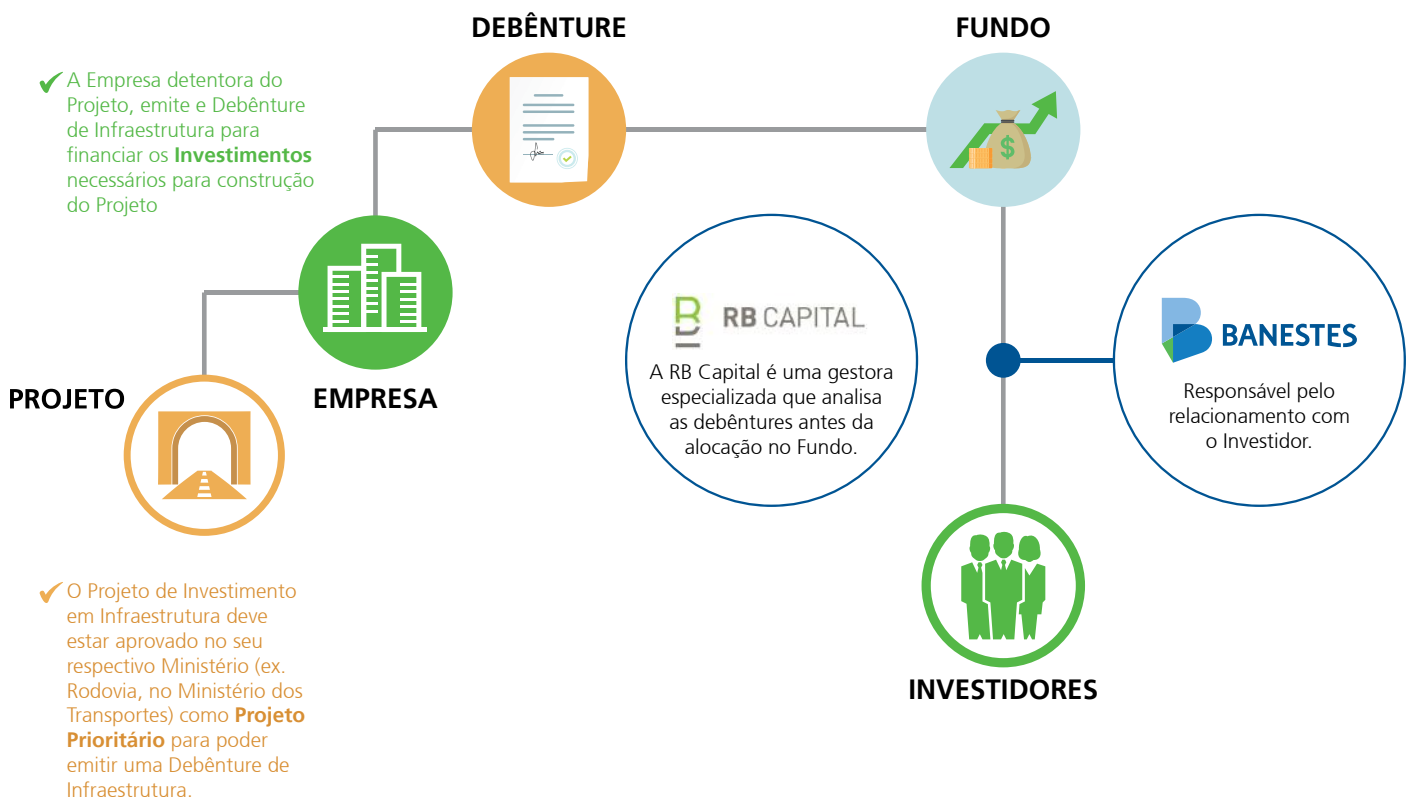 DEBÊNTURE
FUNDO
A Empresa detentora do
Projeto, emite e Debênture
de Infraestrutura para
financiar os Investimentos
necessários para construção
do Projeto
$
RB CAPITAL
A RB Capital é uma gestora
especializada que analisa
as debêntures antes da
alocação no Fundo.
BANESTES
Responsável pelo
relacionamento com
o Investidor.
PROJETO
EMPRESA
O Projeto de Investimento
em Infraestrutura deve
estar aprovado no seu
respectivo Ministério (ex.
Rodovia, no Ministério dos
Transportes) como Projeto
Prioritário para poder
emitir uma Debênture de
Infraestrutura.
INVESTIDORES